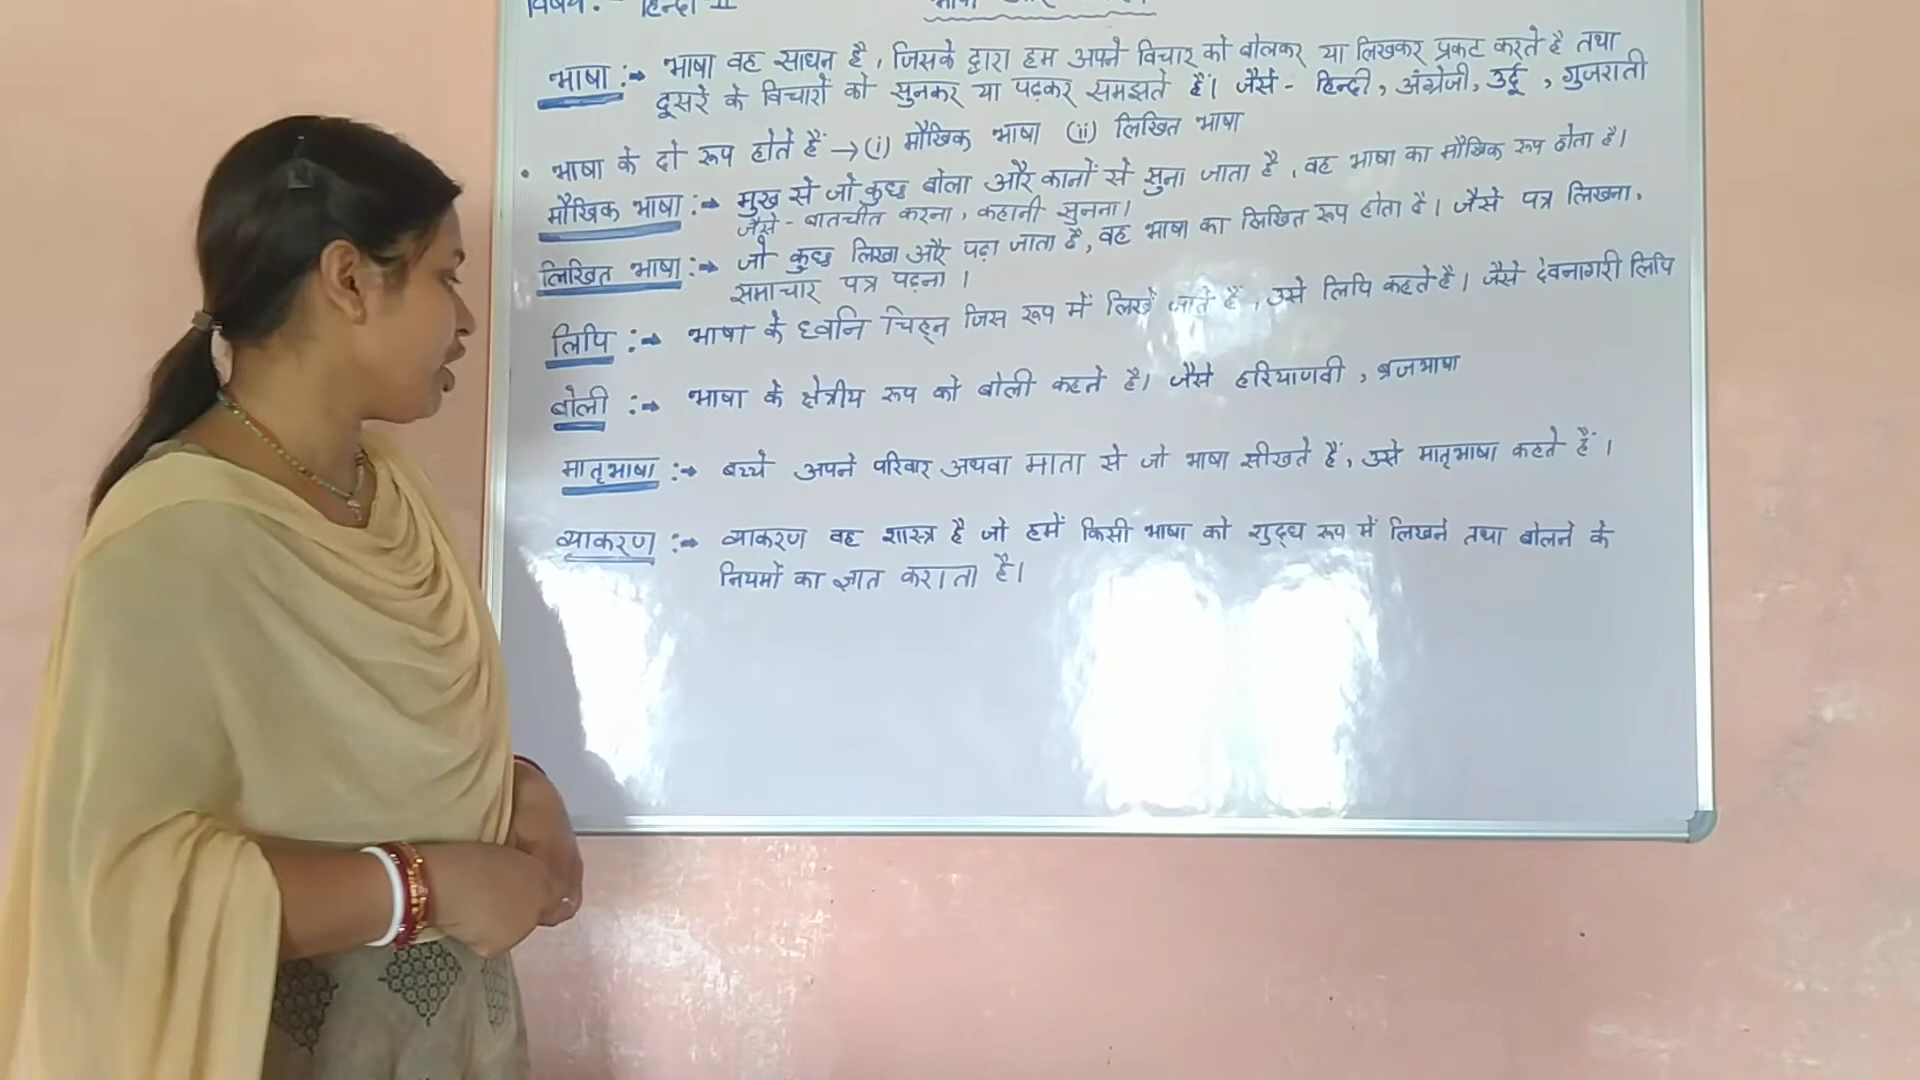 विषय :- हिन्दी-II
भाषा :→ भाषा वह साधन है, जिसके द्वारा हम अपने विचार को बोलकर या लिखकर प्रकट करते है तथा
दूसरे के विचारों को सुनकर या पढ़कर समझते हैं। जैसे - हिन्दी, अंग्रेजी, उर्दू, गुजराती
• भाषा के दो रूप होते हैं → (i) मौखिक भाषा (ii) लिखित भाषा
मौखिक भाषा :→ मुख से जो कुछ बोला और कानों से सुना जाता है, वह भाषा का मौखिक रूप होता है।
जैसे - बातचीत करना, कहानी सुनना।
लिखित भाषा :→ जो कुछ लिखा और पढ़ा जाता है, वह भाषा का लिखित रूप होता है। जैसे पत्र लिखना,
समाचार पत्र पढ़ना।
लिपि :→ भाषा के ध्वनि चिह्न जिस रूप में लिखे जाते हैं, उसे लिपि कहते है। जैसे देवनागरी लिपि
बोली :→ भाषा के क्षेत्रीय रूप को बोली कहते है। जैसे हरियाणवी, ब्रजभाषा
मातृभाषा :→ बच्चे अपने परिवार अथवा माता से जो भाषा सीखते हैं, उसे मातृभाषा कहते हैं।
व्याकरण :→ व्याकरण वह शास्त्र है जो हमें किसी भाषा को शुद्ध रूप में लिखने तथा बोलने के
नियमों का ज्ञात कराता है।